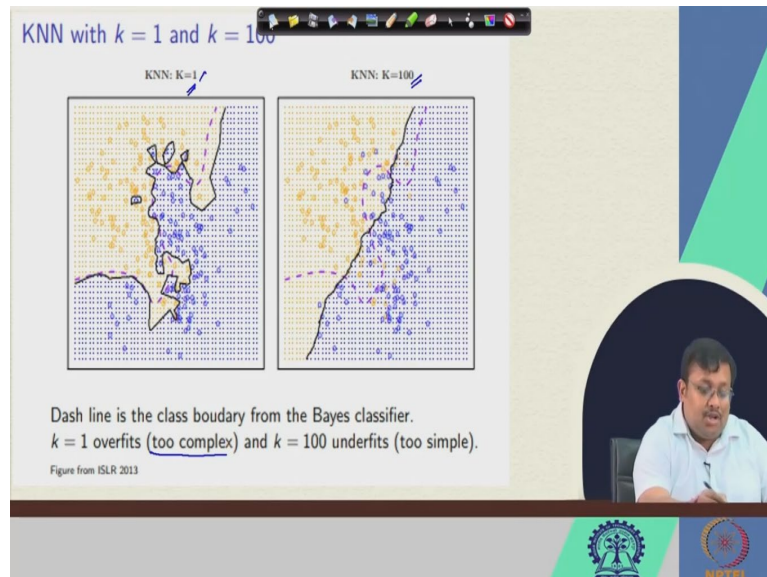 KNN with k = 1 and k = 100
KNN: K=1
KNN: K=100
Dash line is the class boudary from the Bayes classifier.
k = 1 overfits (too complex) and k = 100 underfits (too simple).
Figure from ISLR 2013
NPTEL